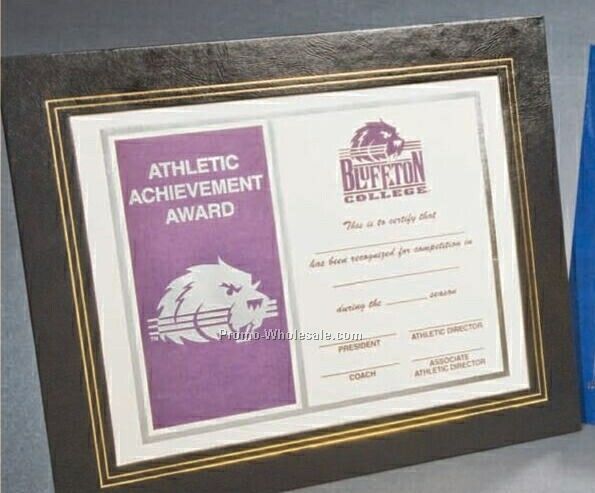 ATHLETIC
ACHIEVEMENT
AWARD
BLUFFTON
COLLEGE
This is to certify that
has been recognized for competition in
during the ______ season
PRESIDENT
ATHLETIC DIRECTOR
COACH
ASSOCIATE
ATHLETIC DIRECTOR
Promo-Wholesale.com